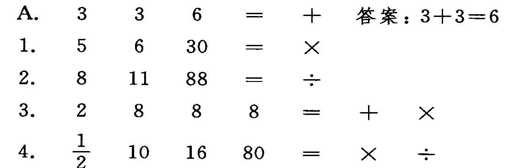 A. 3 3 6 = + 答案：3+3=6
1. 5 6 30 = ×
2. 8 11 88 = ÷
3. 2 8 8 8 = + ×
4. 1/2 10 16 80 = × ÷